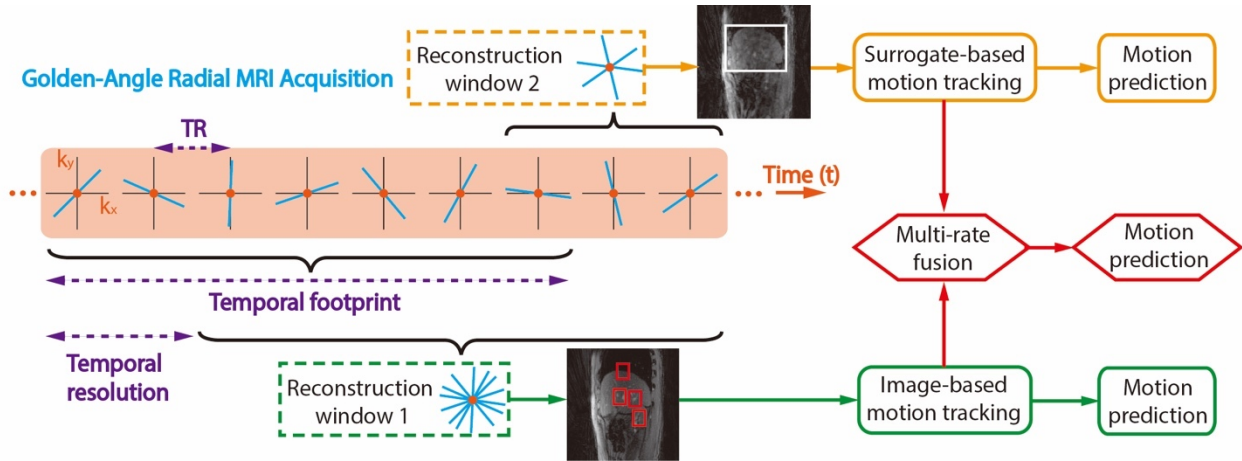 Golden-Angle Radial MRI Acquisition
Reconstruction
window 2
Surrogate-based
motion tracking
Motion
prediction
TR
ky
kx
Time (t)
Multi-rate
fusion
Motion
prediction
Temporal footprint
Temporal
resolution
Reconstruction
window 1
Image-based
motion tracking
Motion
prediction